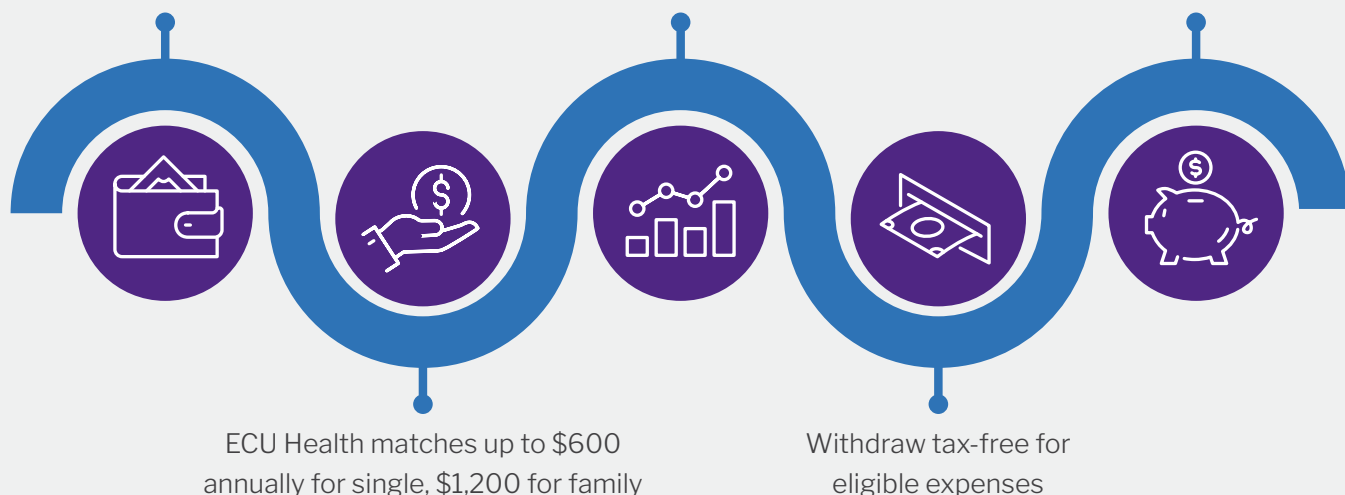 ECU Health matches up to $600
annually for single, $1,200 for family
Withdraw tax-free for
eligible expenses